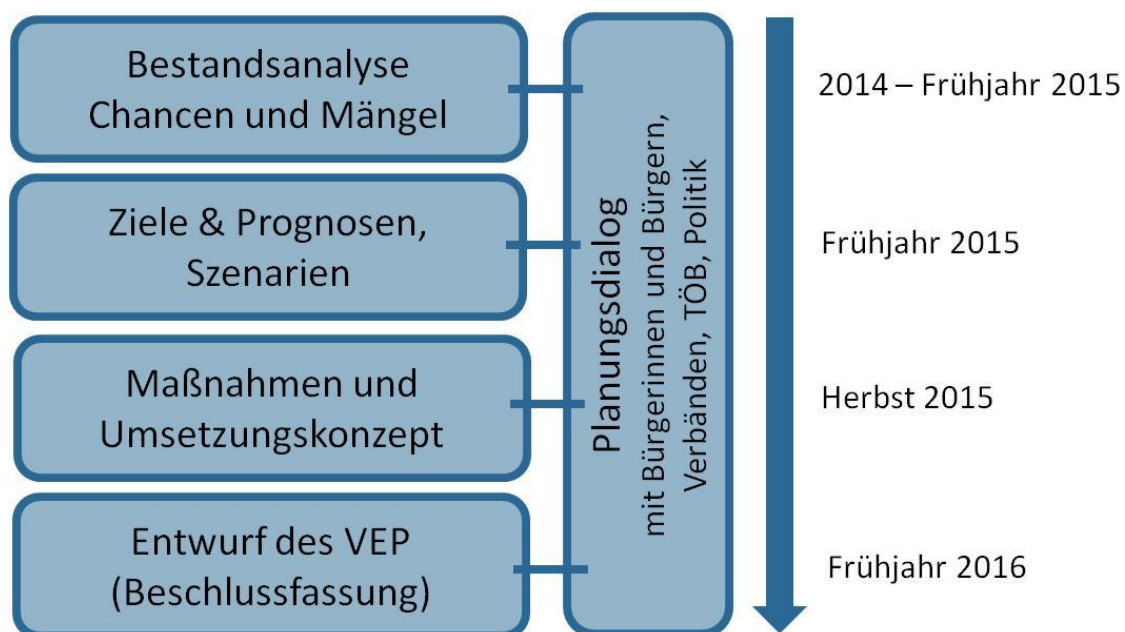 Bestandsanalyse
Chancen und Mängel
Ziele & Prognosen,
Szenarien
Maßnahmen und
Umsetzungskonzept
Entwurf des VEP
(Beschlussfassung)
Planungsdialog
mit Bürgerinnen und Bürgern,
Verbänden, TÖB, Politik
2014 – Frühjahr 2015
Frühjahr 2015
Herbst 2015
Frühjahr 2016